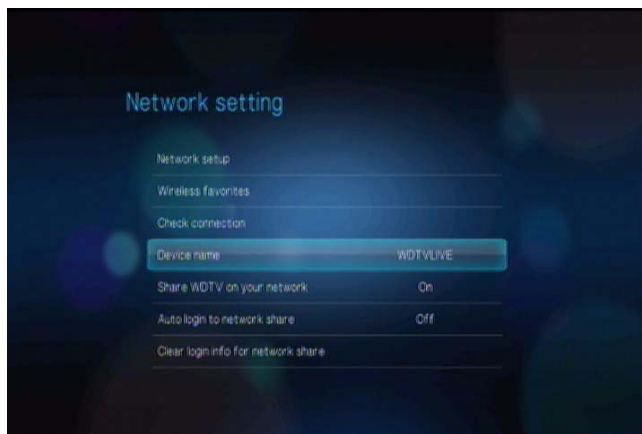 Network setting
Network setup
Wireless favorites
Check connection
Device name WDTVLIVE
Share WDTV on your network On
Auto login to network share Off
Clear login info for network share